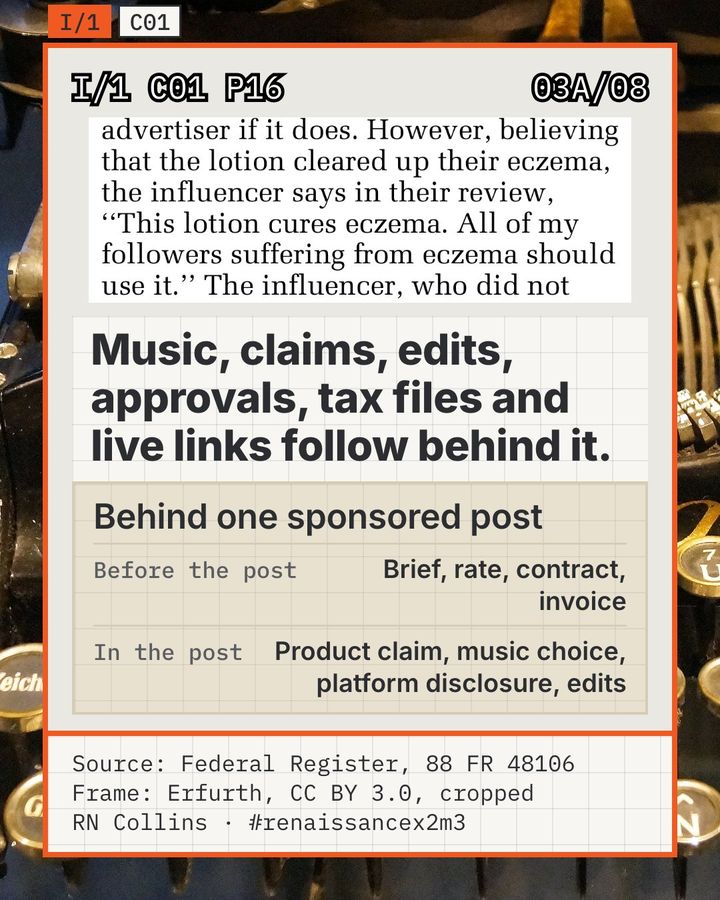 I/1 C01
I/1 C01 P16 03A/08
advertiser if it does. However, believing
that the lotion cleared up their eczema,
the influencer says in their review,
‘‘This lotion cures eczema. All of my
followers suffering from eczema should
use it.’’ The influencer, who did not
Music, claims, edits,
approvals, tax files and
live links follow behind it.
Behind one sponsored post
Before the post Brief, rate, contract,
invoice
In the post Product claim, music choice,
platform disclosure, edits
Source: Federal Register, 88 FR 48106
Frame: Erfurth, CC BY 3.0, cropped
RN Collins · #renaissancex2m3